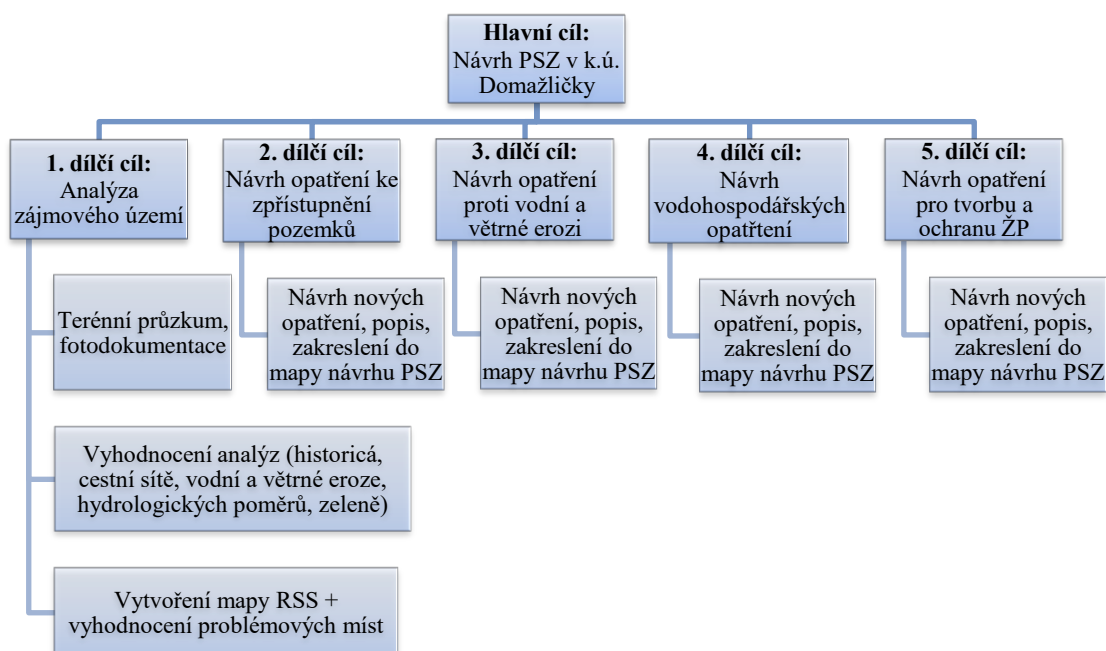 Hlavní cíl:
Návrh PSZ v k.ú.
Domažličky
1. dílčí cíl:
Analýza
zájmového území
2. dílčí cíl:
Návrh opatření ke
zpřístupnění
pozemků
3. dílčí cíl:
Návrh opatření
proti vodní a
větrné erozi
4. dílčí cíl:
Návrh
vodohospodářských
opatřtení
5. dílčí cíl:
Návrh opatření
pro tvorbu a
ochranu ŽP
Terénní průzkum,
fotodokumentace
Návrh nových
opatření, popis,
zakreslení do
mapy návrhu PSZ
Návrh nových
opatření, popis,
zakreslení do
mapy návrhu PSZ
Návrh nových
opatření, popis,
zakreslení do
mapy návrhu PSZ
Návrh nových
opatření, popis,
zakreslení do
mapy návrhu PSZ
Vyhodnocení analýz (historická,
cestní sítě, vodní a větrné eroze,
hydrologických poměrů, zeleně)
Vytvoření mapy RSS +
vyhodnocení problémových míst